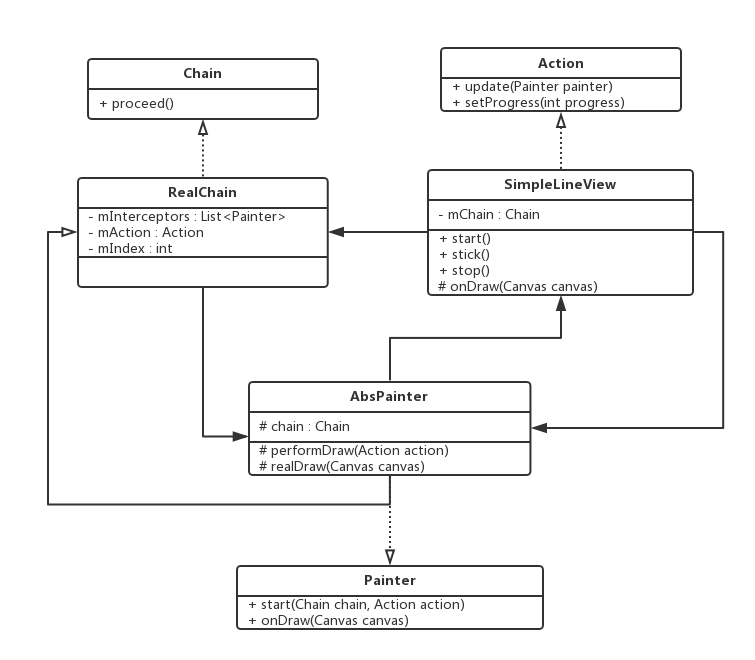 Chain
+ proceed()
Action
+ update(Painter painter)
+ setProgress(int progress)
RealChain
- mInterceptors : List<Painter>
- mAction : Action
- mIndex : int
SimpleLineView
- mChain : Chain
+ start()
+ stick()
+ stop()
# onDraw(Canvas canvas)
AbsPainter
# chain : Chain
# performDraw(Action action)
# realDraw(Canvas canvas)
Painter
+ start(Chain chain, Action action)
+ onDraw(Canvas canvas)